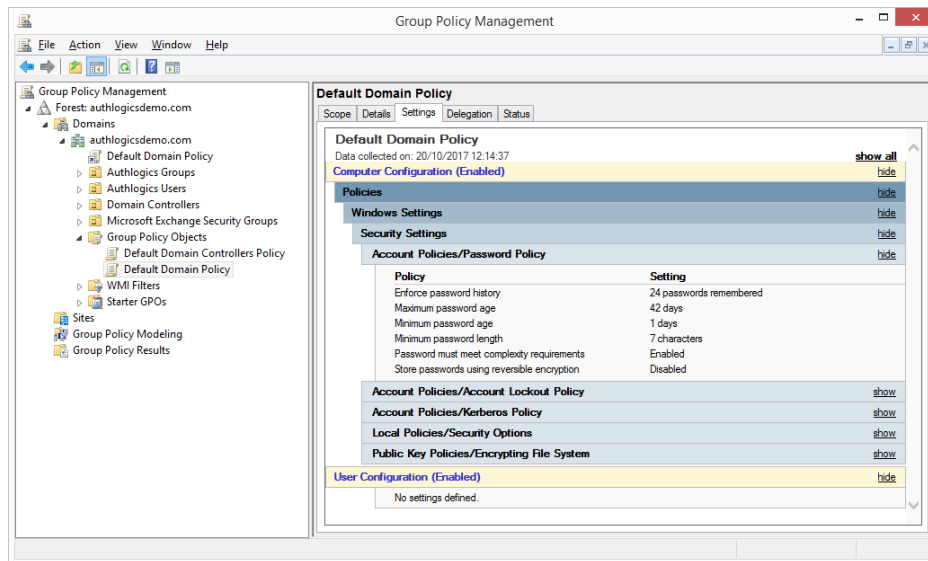 Group Policy Management
File Action View Window Help
Group Policy Management
Forest: authlogicsdemo.com
Domains
authlogicsdemo.com
Default Domain Policy
Authlogics Groups
Authlogics Users
Domain Controllers
Microsoft Exchange Security Groups
Group Policy Objects
Default Domain Controllers Policy
Default Domain Policy
WMI Filters
Starter GPOs
Sites
Group Policy Modeling
Group Policy Results
Default Domain Policy
Scope Details Settings Delegation Status
Default Domain Policy
Data collected on: 20/10/2017 12:14:37 show all
Computer Configuration (Enabled) hide
Policies hide
Windows Settings hide
Security Settings hide
Account Policies/Password Policy hide
Policy Setting
Enforce password history 24 passwords remembered
Maximum password age 42 days
Minimum password age 1 days
Minimum password length 7 characters
Password must meet complexity requirements Enabled
Store passwords using reversible encryption Disabled
Account Policies/Account Lockout Policy show
Account Policies/Kerberos Policy show
Local Policies/Security Options show
Public Key Policies/Encrypting File System show
User Configuration (Enabled) hide
No settings defined.